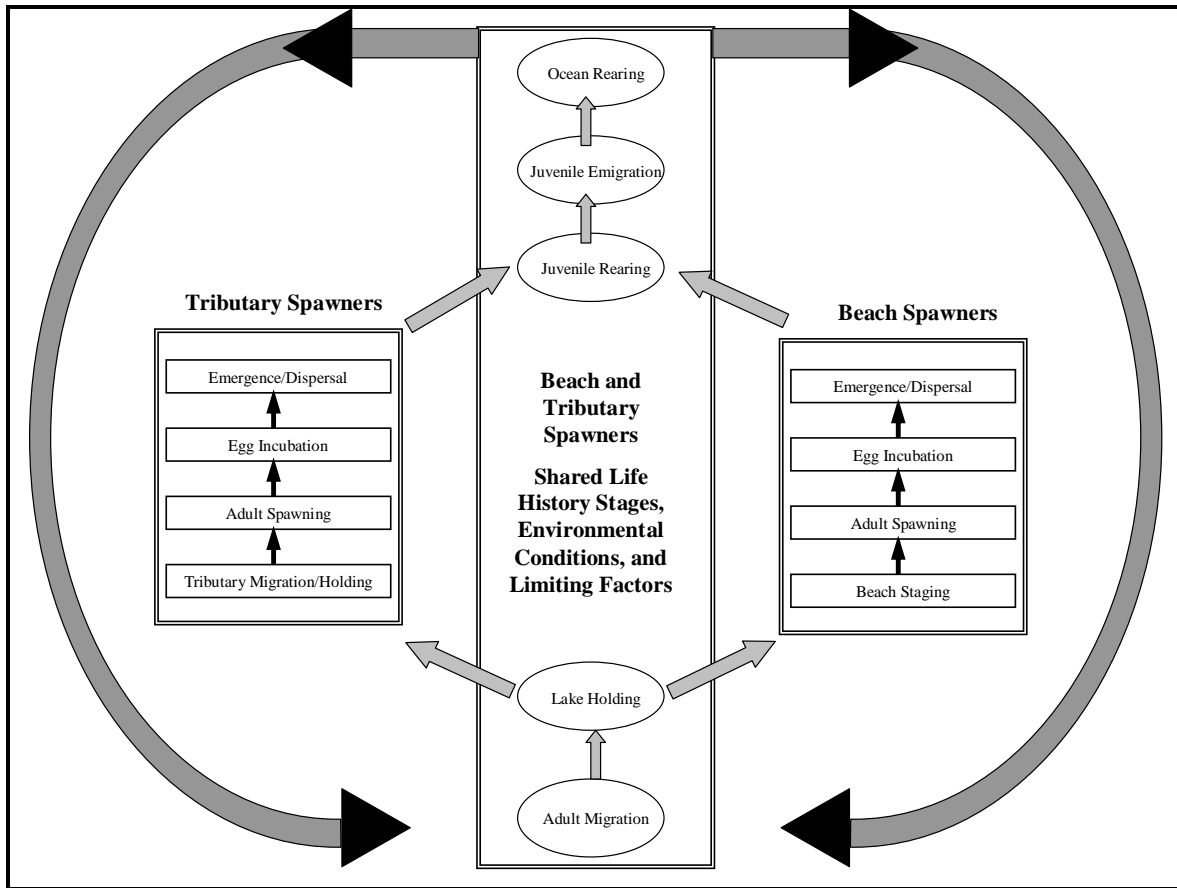 Ocean Rearing
Juvenile Emigration
Juvenile Rearing
Tributary Spawners
Emergence/Dispersal
Egg Incubation
Adult Spawning
Tributary Migration/Holding
Beach and
Tributary
Spawners
Shared Life
History Stages,
Environmental
Conditions, and
Limiting Factors
Beach Spawners
Emergence/Dispersal
Egg Incubation
Adult Spawning
Beach Staging
Lake Holding
Adult Migration